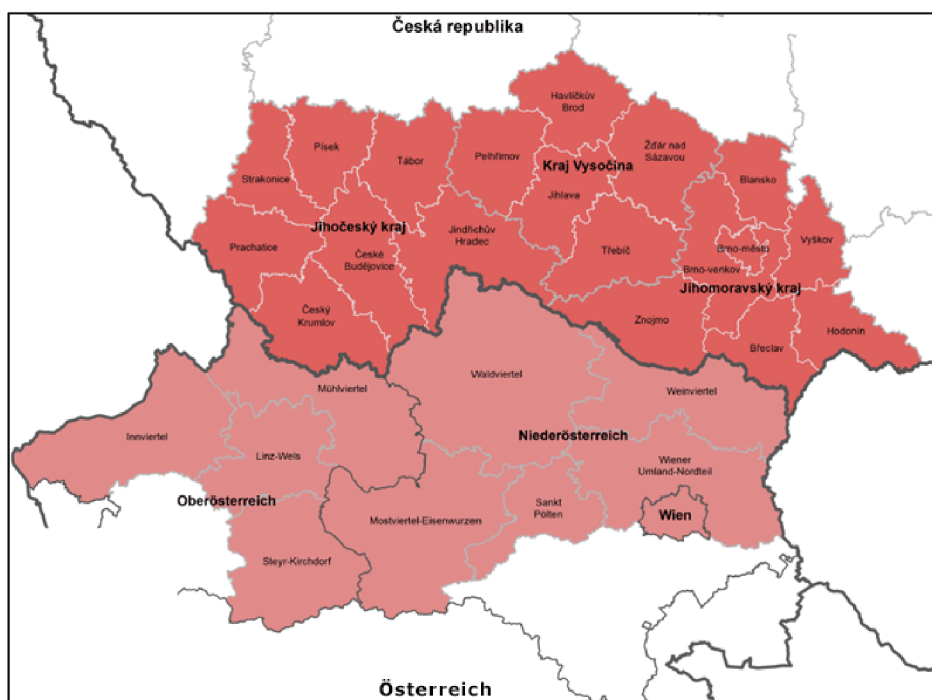 Česká republika
Havlíčkův
Brod
Písek
Tábor
Pelhřimov
Žďár nad
Sázavou
Kraj Vysočina
Strakonice
Blansko
Jihlava
Jihočeský kraj
Jindřichův
Hradec
Prachatice
České
Budějovice
Třebíč
Brno-město
Vyškov
Brno-venkov
Jihomoravský kraj
Český
Krumlov
Znojmo
Hodonín
Břeclav
Waldviertel
Mühlviertel
Weinviertel
Innviertel
Niederösterreich
Linz-Wels
Wiener
Umland-Nordteil
Oberösterreich
Mostviertel-Eisenwurzen
Sankt
Pölten
Wien
Steyr-Kirchdorf
Österreich